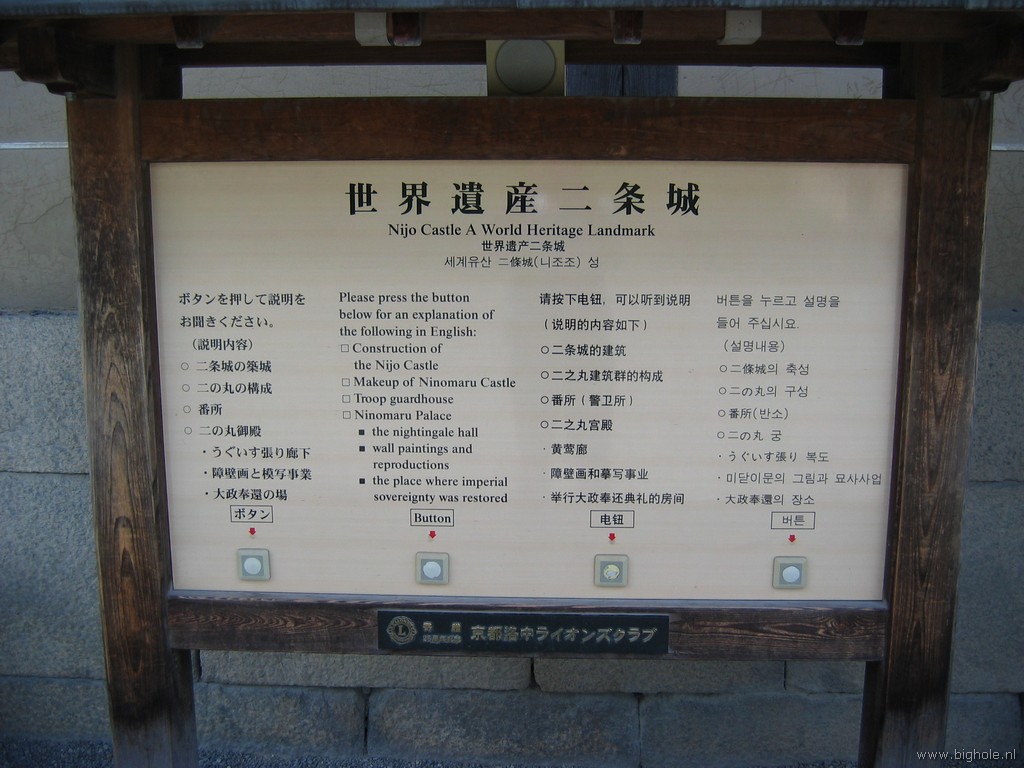 世界遺産二条城
Nijo Castle A World Heritage Landmark
世界遗产二条城
세계유산 二條城(니조조) 성
ボタンを押して説明を
お聞きください。
（説明内容）
○ 二条城の築城
○ 二の丸の構成
○ 番所
○ 二の丸御殿
・うぐいす張り廊下
・障壁画と模写事業
・大政奉還の場
ボタン
Please press the button
below for an explanation of
the following in English:
□ Construction of
the Nijo Castle
□ Makeup of Ninomaru Castle
□ Troop guardhouse
□ Ninomaru Palace
■ the nightingale hall
■ wall paintings and
reproductions
■ the place where imperial
sovereignty was restored
Button
请按下电钮，可以听到说明
（说明的内容如下）
○二条城的建筑
○二之丸建筑群的构成
○番所（警卫所）
○二之丸宫殿
·黄莺廊
·障壁画和摹写事业
·举行大政奉还典礼的房间
电钮
버튼을 누르고 설명을
들어 주십시요.
（설명내용）
○二條城의 축성
○二の丸의 구성
○番所(반소)
○二の丸 궁
·うぐいす張り 복도
·미닫이문의 그림과 묘사사업
·大政奉還의 장소
버튼
L
京都洛中ライオンズクラブ
www.bighole.nl